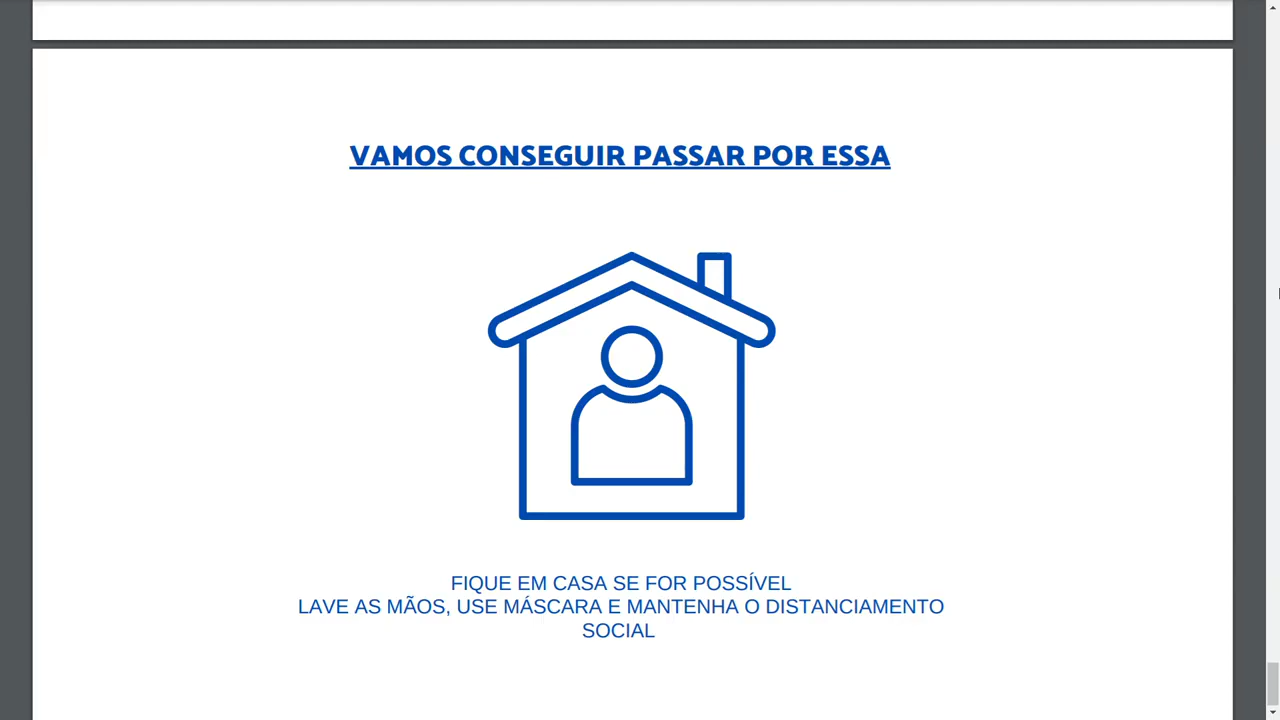 VAMOS CONSEGUIR PASSAR POR ESSA
FIQUE EM CASA SE FOR POSSÍVEL
LAVE AS MÃOS, USE MÁSCARA E MANTENHA O DISTANCIAMENTO
SOCIAL